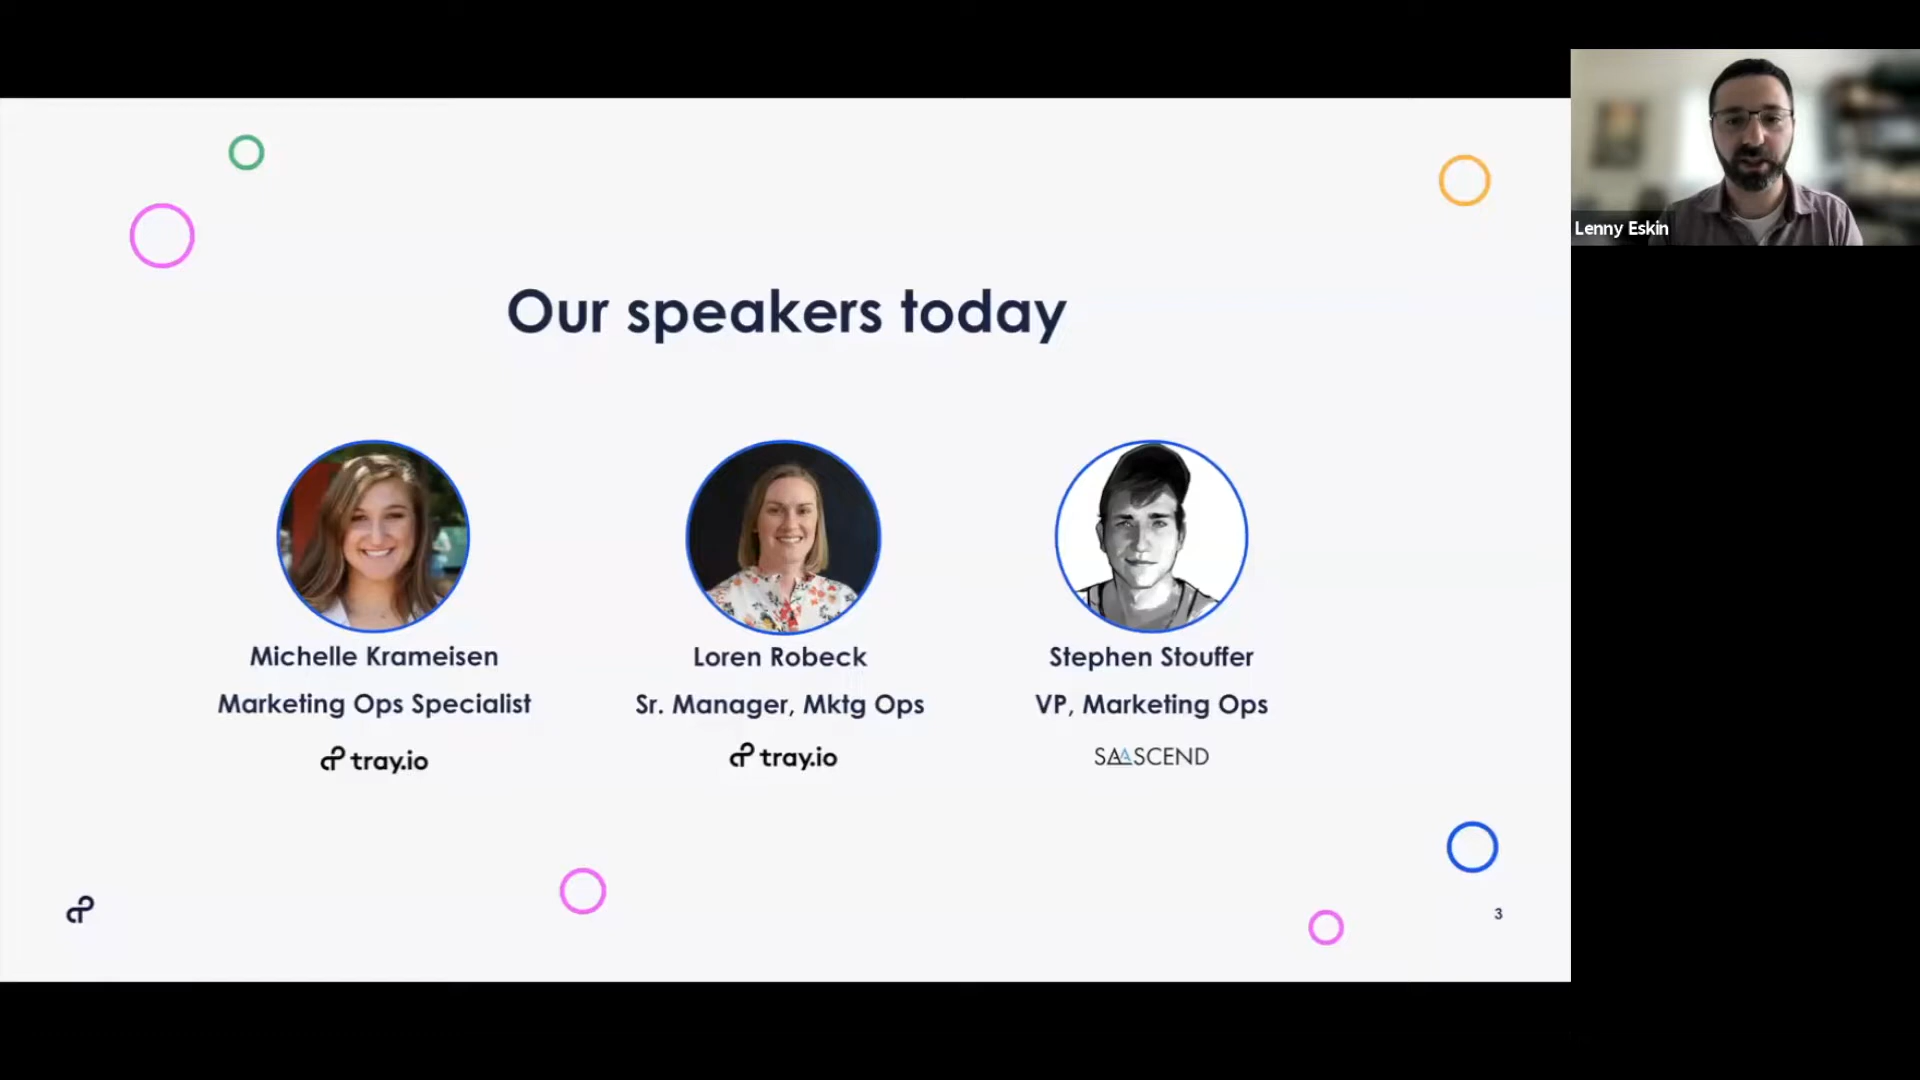 Lenny Eskin
Our speakers today
Michelle Krameisen
Marketing Ops Specialist
tray.io
Loren Robeck
Sr. Manager, Mktg Ops
tray.io
Stephen Stouffer
VP, Marketing Ops
SAASCEND
3